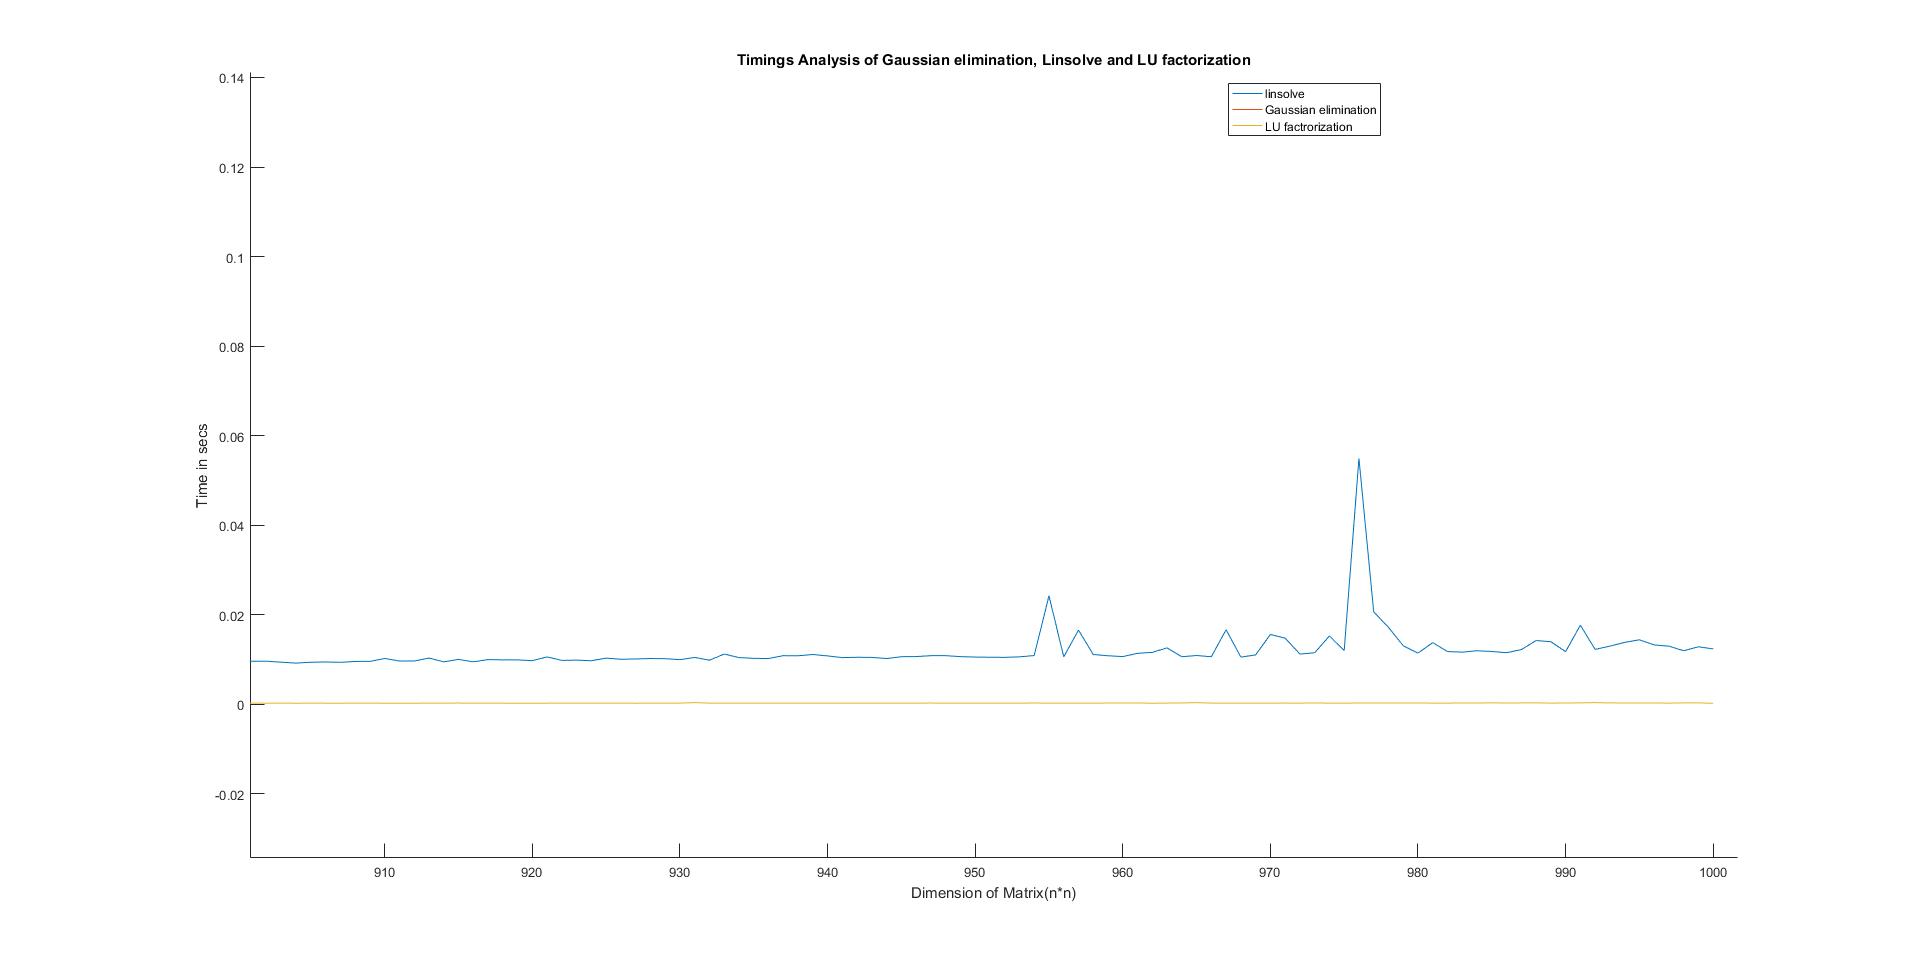 Timings Analysis of Gaussian elimination, Linsolve and LU factorization
0.14
0.12
0.1
0.08
0.06
0.04
0.02
0
-0.02
Time in secs
linsolve
Gaussian elimination
LU factrorization
910 920 930 940 950 960 970 980 990 1000
Dimension of Matrix(n*n)